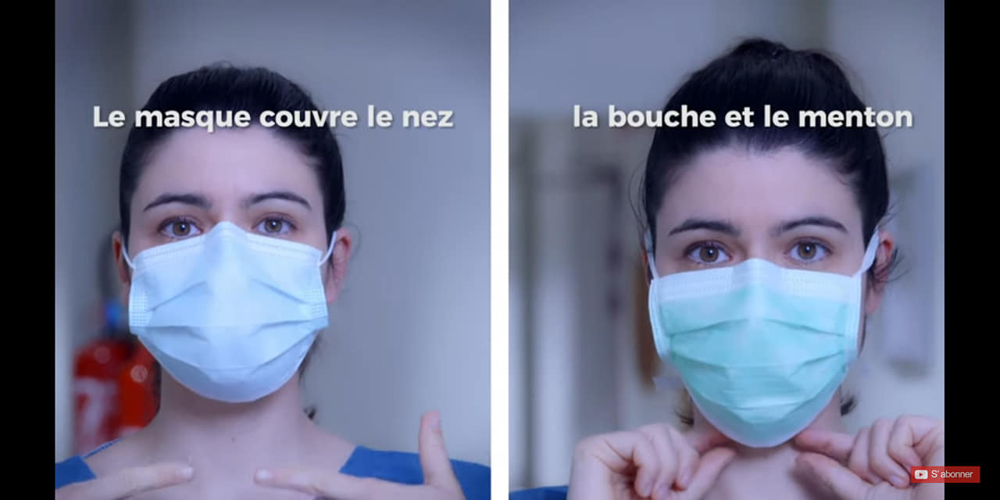 Le masque couvre le nez
la bouche et le menton
S'abonner